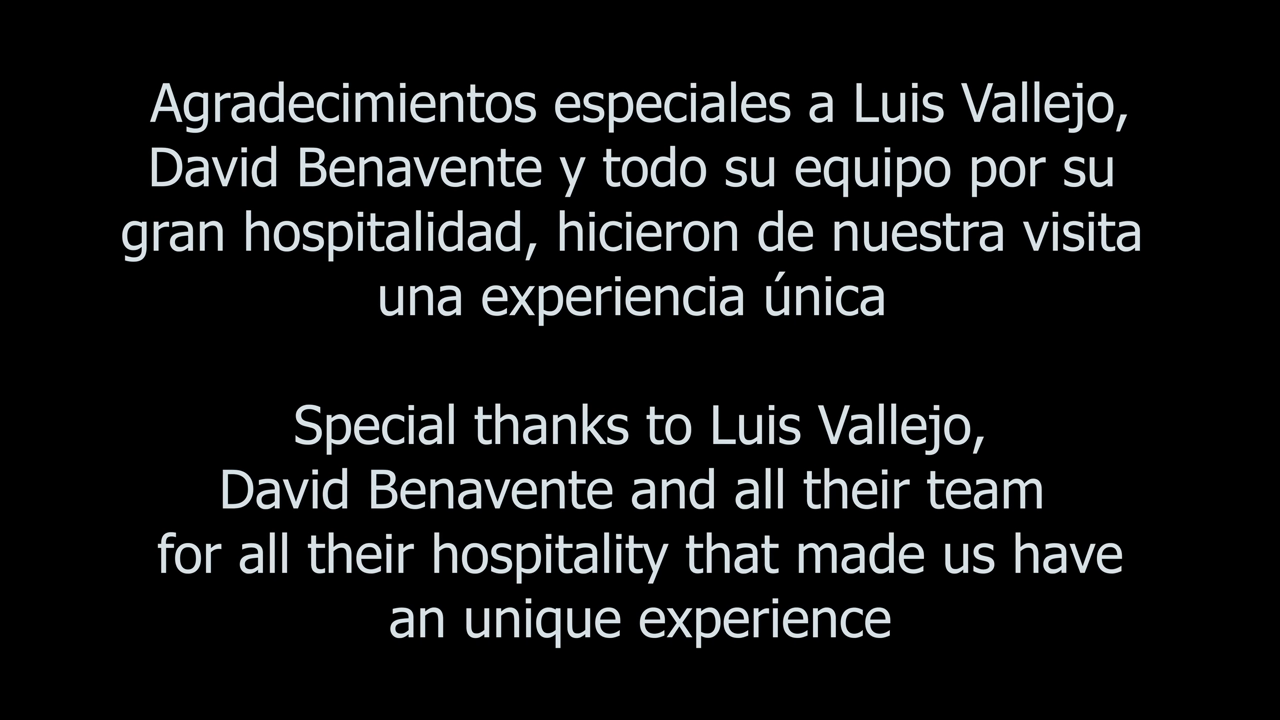 Agradecimientos especiales a Luis Vallejo,
David Benavente y todo su equipo por su
gran hospitalidad, hicieron de nuestra visita
una experiencia única
Special thanks to Luis Vallejo,
David Benavente and all their team
for all their hospitality that made us have
an unique experience